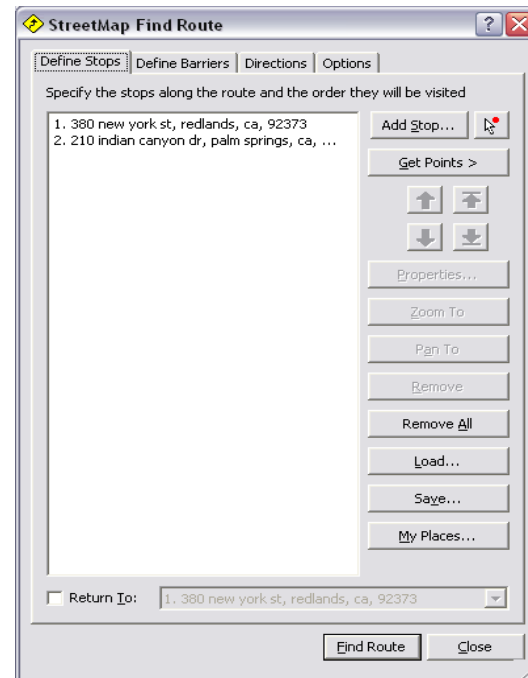 StreetMap Find Route
?
Define Stops Define Barriers Directions Options
Specify the stops along the route and the order they will be visited
1. 380 new york st, redlands, ca, 92373
2. 210 indian canyon dr, palm springs, ca, ...
Add Stop...
Get Points >
Properties...
Zoom To
Pan To
Remove
Remove All
Load...
Save...
My Places...
Return To: 1. 380 new york st, redlands, ca, 92373
Find Route Close